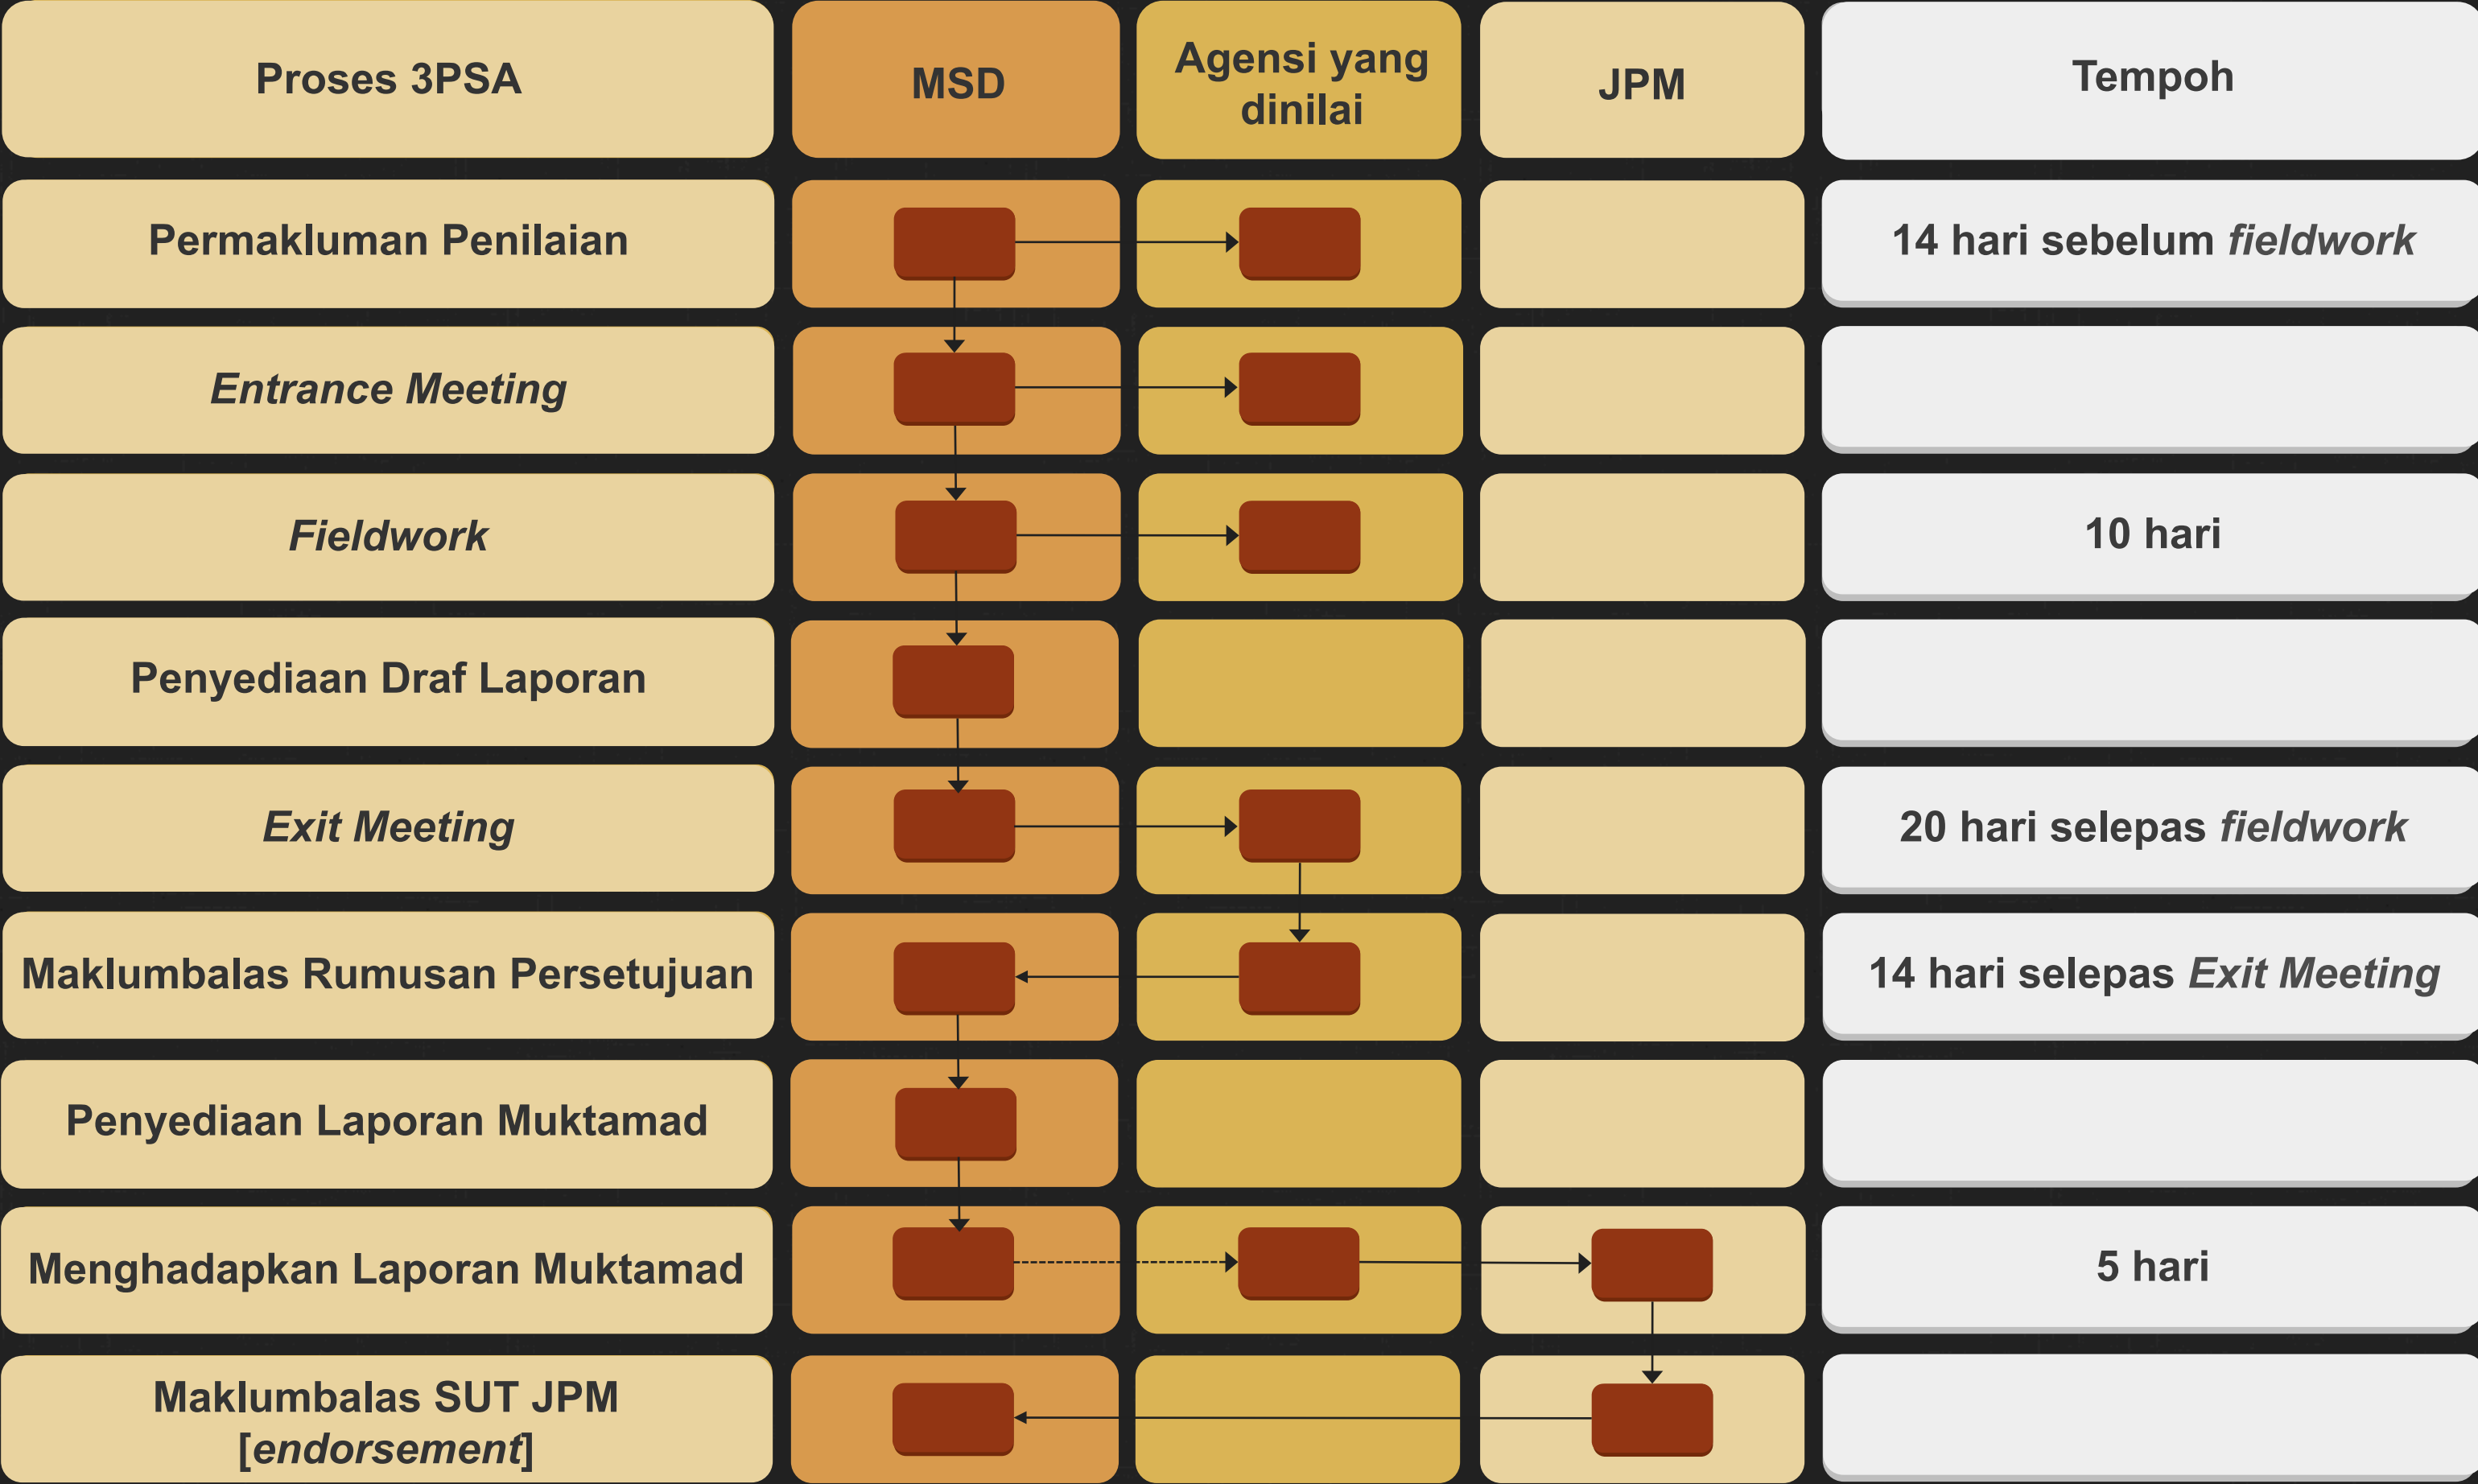 Proses 3PSA
MSD
Agensi yang
dinilai
JPM
Tempoh
Permakluman Penilaian
14 hari sebelum fieldwork
Entrance Meeting
Fieldwork
10 hari
Penyediaan Draf Laporan
Exit Meeting
20 hari selepas fieldwork
Maklumbalas Rumusan Persetujuan
14 hari selepas Exit Meeting
Penyediaan Laporan Muktamad
Menghadapkan Laporan Muktamad
5 hari
Maklumbalas SUT JPM
[endorsement]